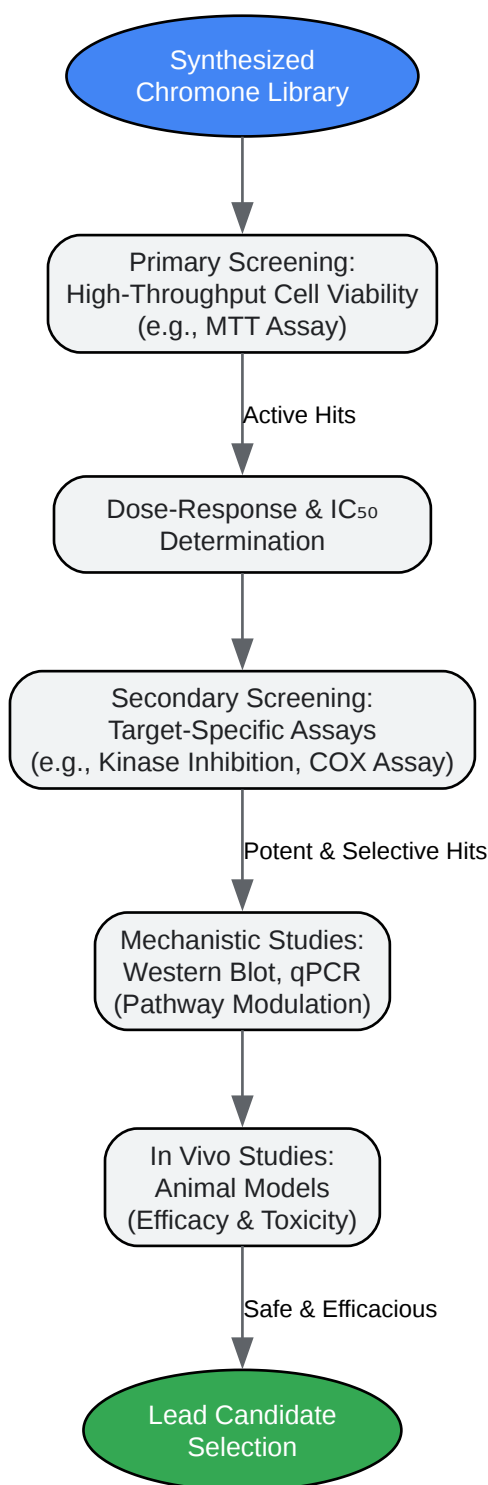 Synthesized
Chromone Library
Primary Screening:
High-Throughput Cell Viability
(e.g., MTT Assay)
Active Hits
Dose-Response & IC₅₀
Determination
Secondary Screening:
Target-Specific Assays
(e.g., Kinase Inhibition, COX Assay)
Potent & Selective Hits
Mechanistic Studies:
Western Blot, qPCR
(Pathway Modulation)
In Vivo Studies:
Animal Models
(Efficacy & Toxicity)
Safe & Efficacious
Lead Candidate
Selection